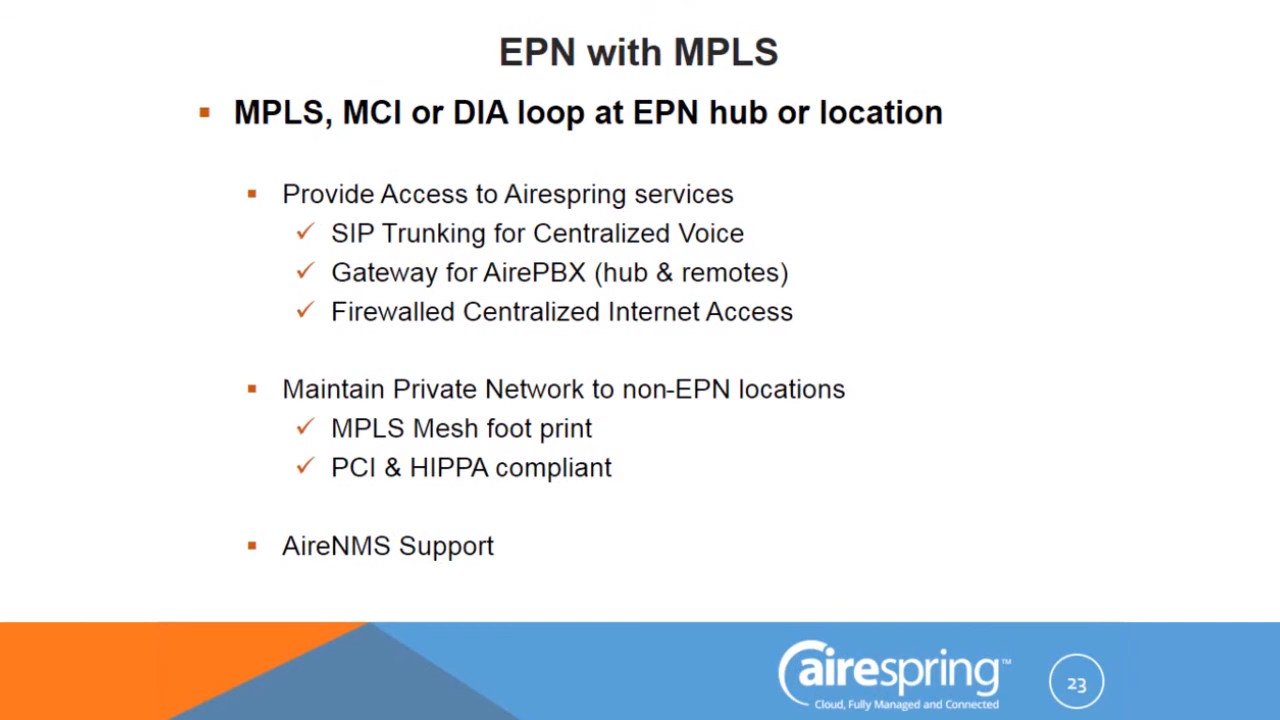 EPN with MPLS
MPLS, MCI or DIA loop at EPN hub or location
Provide Access to Airespring services
SIP Trunking for Centralized Voice
Gateway for AirePBX (hub & remotes)
Firewalled Centralized Internet Access
Maintain Private Network to non-EPN locations
MPLS Mesh foot print
PCI & HIPPA compliant
AireNMS Support
airespring™
Cloud, Fully Managed and Connected
23